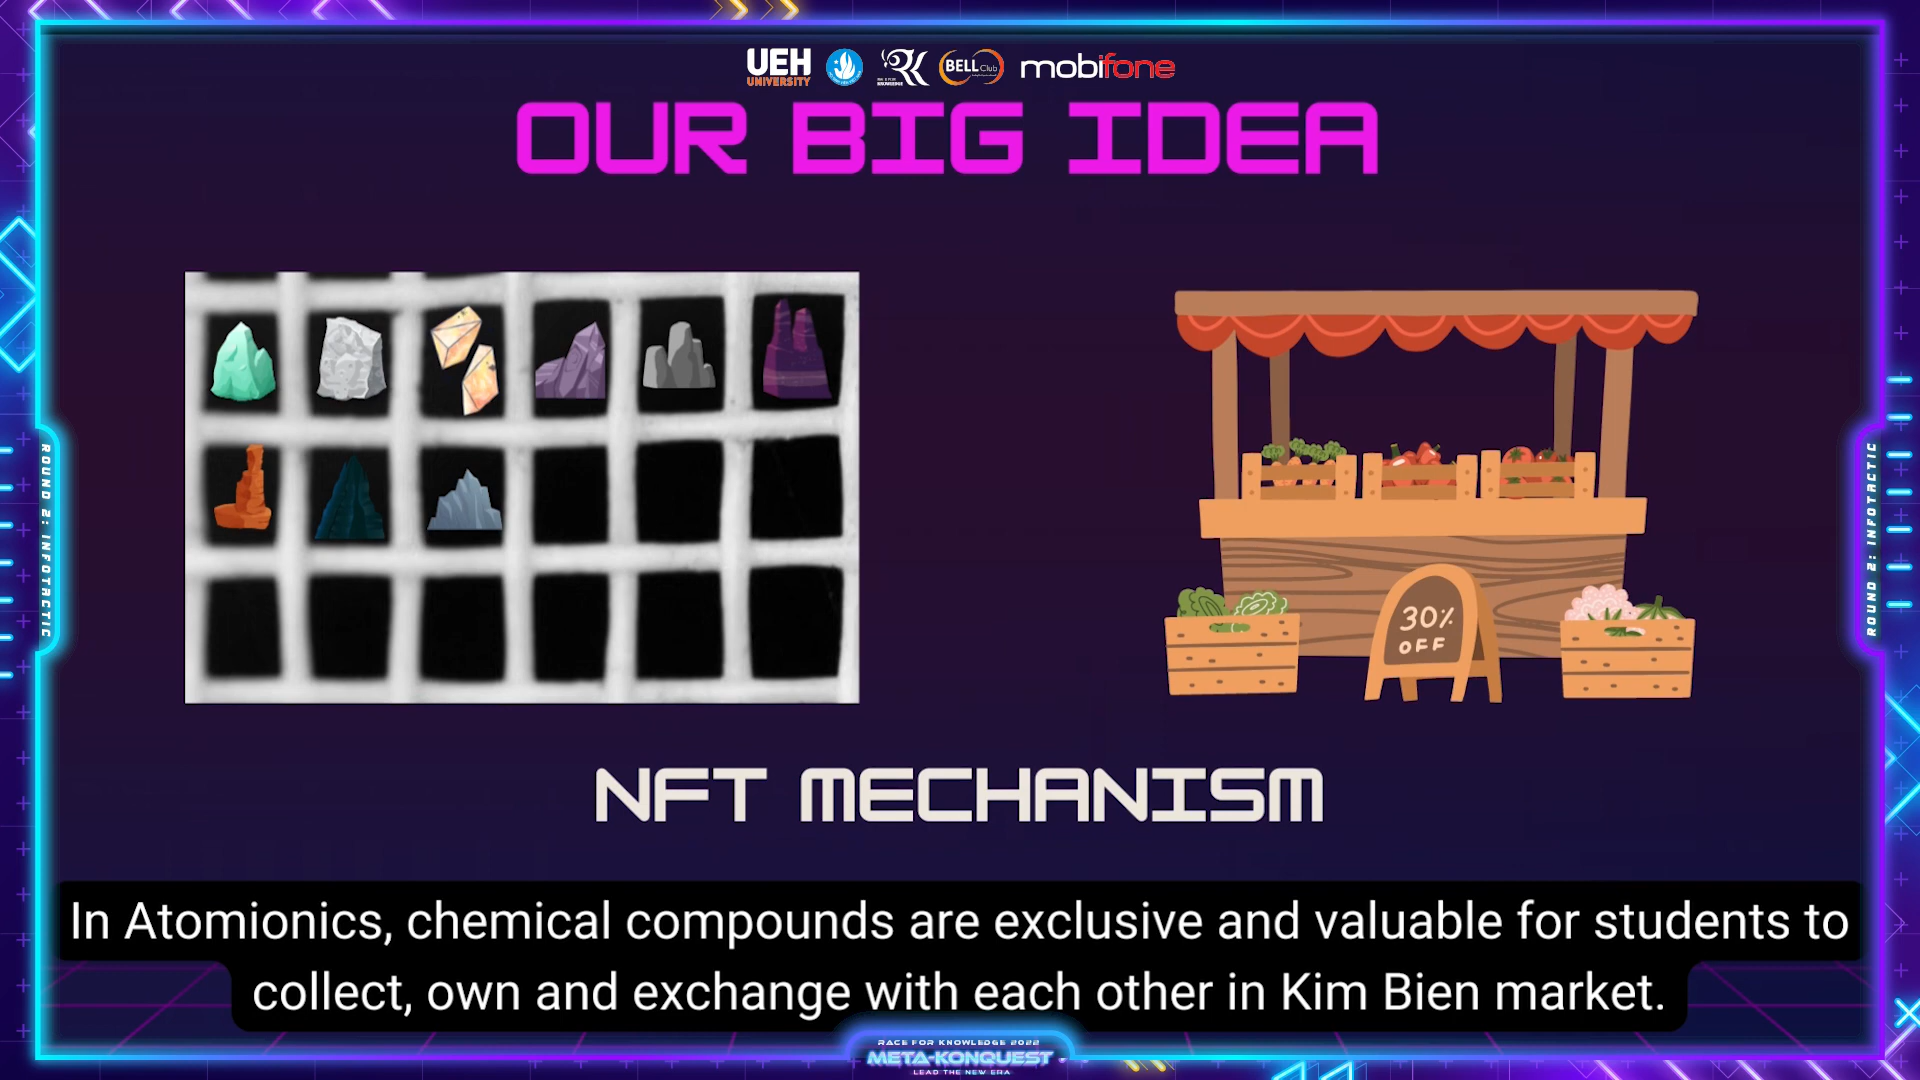 UEH
UNIVERSITY
BELL Club
mobifone
OUR BIG IDEA
ROUND 2: INFOTACTIC
ROUND 2: INFOTACTIC
30%
OFF
NFT MECHANISM
In Atomionics, chemical compounds are exclusive and valuable for students to
collect, own and exchange with each other in Kim Bien market.
RACE FOR KNOWLEDGE 2022
META-KONQUEST
LEAD THE NEW ERA